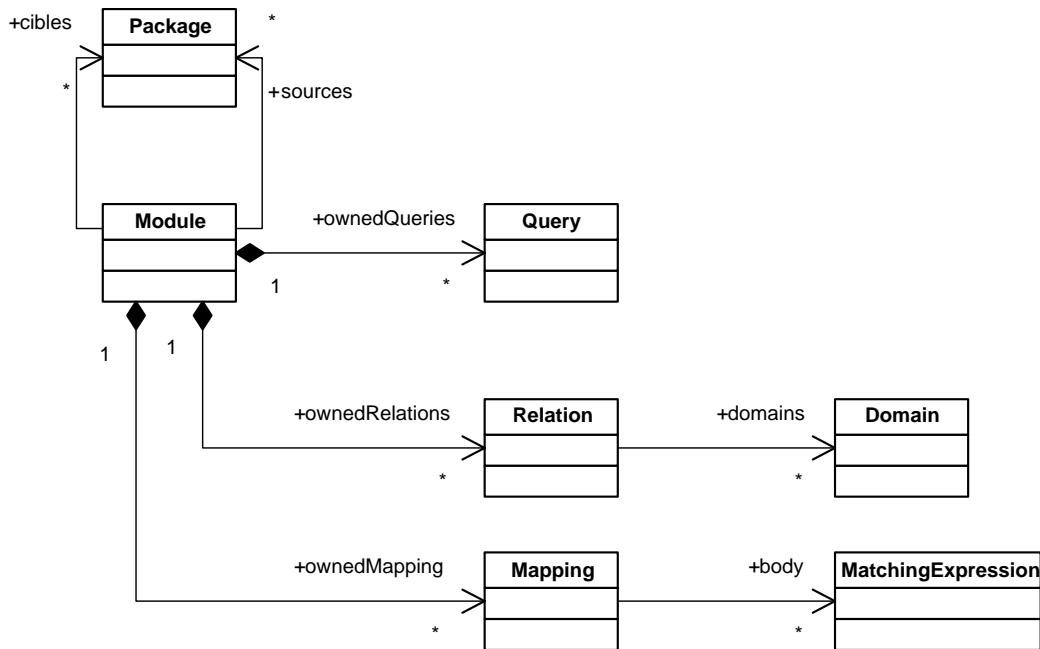 +cibles
Package
*
*
+sources
Module
+ownedQueries
Query
1
*
1
1
+ownedRelations
Relation
+domains
Domain
*
*
+ownedMapping
Mapping
+body
MatchingExpression
*
*